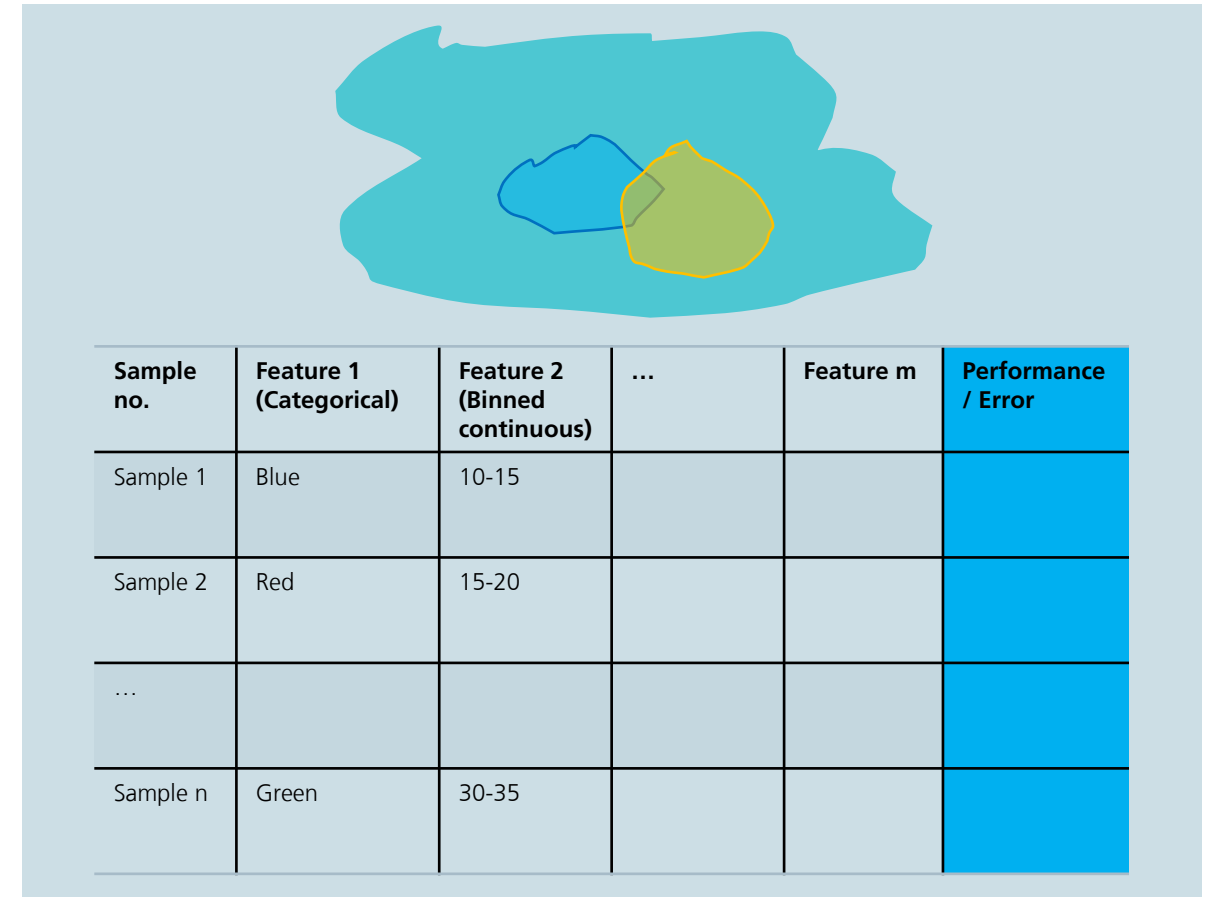 Sample no.
Feature 1 (Categorical)
Feature 2 (Binned continuous)
...
Feature m
Performance / Error
Sample 1
Blue
10-15
Sample 2
Red
15-20
...
Sample n
Green
30-35